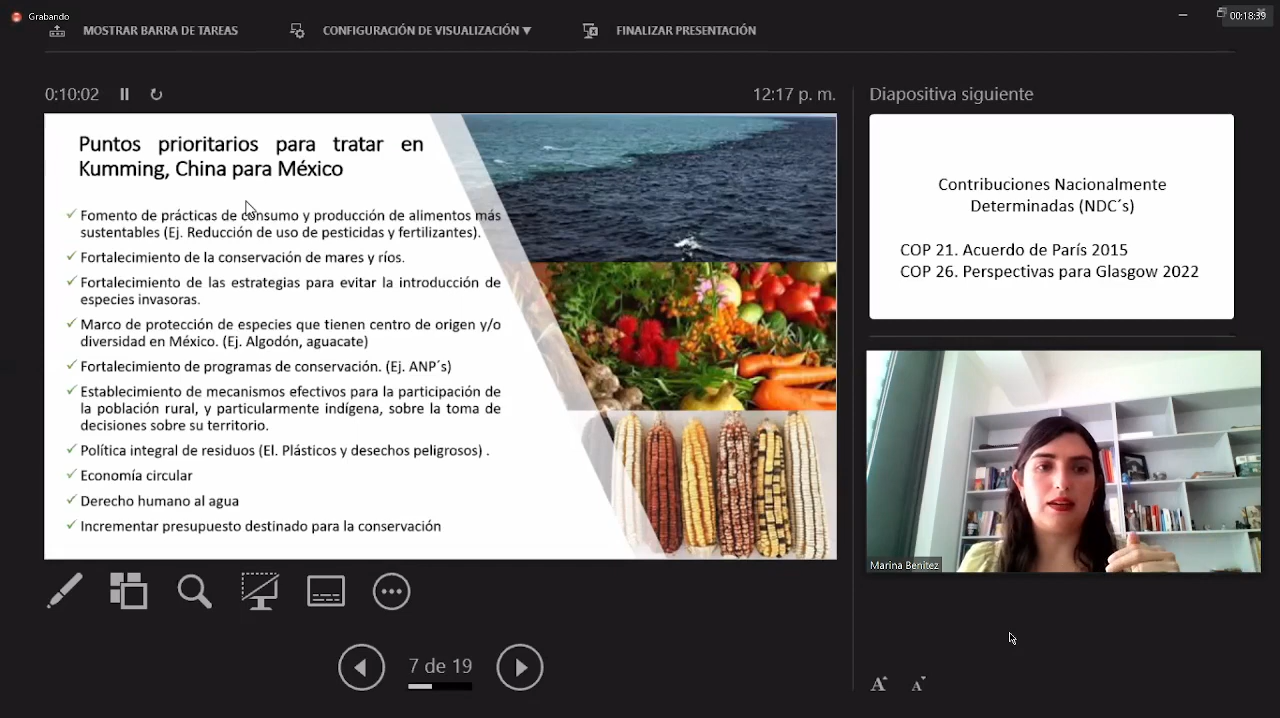 Grabando
00:18:39
MOSTRAR BARRA DE TAREAS
CONFIGURACIÓN DE VISUALIZACIÓN ▼
FINALIZAR PRESENTACIÓN
0:10:02
12:17 p. m.
Puntos prioritarios para tratar en
Kumming, China para México
✓ Fomento de prácticas de consumo y producción de alimentos más
sustentables (Ej. Reducción de uso de pesticidas y fertilizantes).
✓ Fortalecimiento de la conservación de mares y ríos.
✓ Fortalecimiento de las estrategias para evitar la introducción de
especies invasoras.
✓ Marco de protección de especies que tienen centro de origen y/o
diversidad en México. (Ej. Algodón, aguacate)
✓ Fortalecimiento de programas de conservación. (Ej. ANP´s)
✓ Establecimiento de mecanismos efectivos para la participación de
la población rural, y particularmente indígena, sobre la toma de
decisiones sobre su territorio.
✓ Política integral de residuos (El. Plásticos y desechos peligrosos) .
✓ Economía circular
✓ Derecho humano al agua
✓ Incrementar presupuesto destinado para la conservación
7 de 19
Diapositiva siguiente
Contribuciones Nacionalmente
Determinadas (NDC´s)
COP 21. Acuerdo de París 2015
COP 26. Perspectivas para Glasgow 2022
Marina Benítez
A A